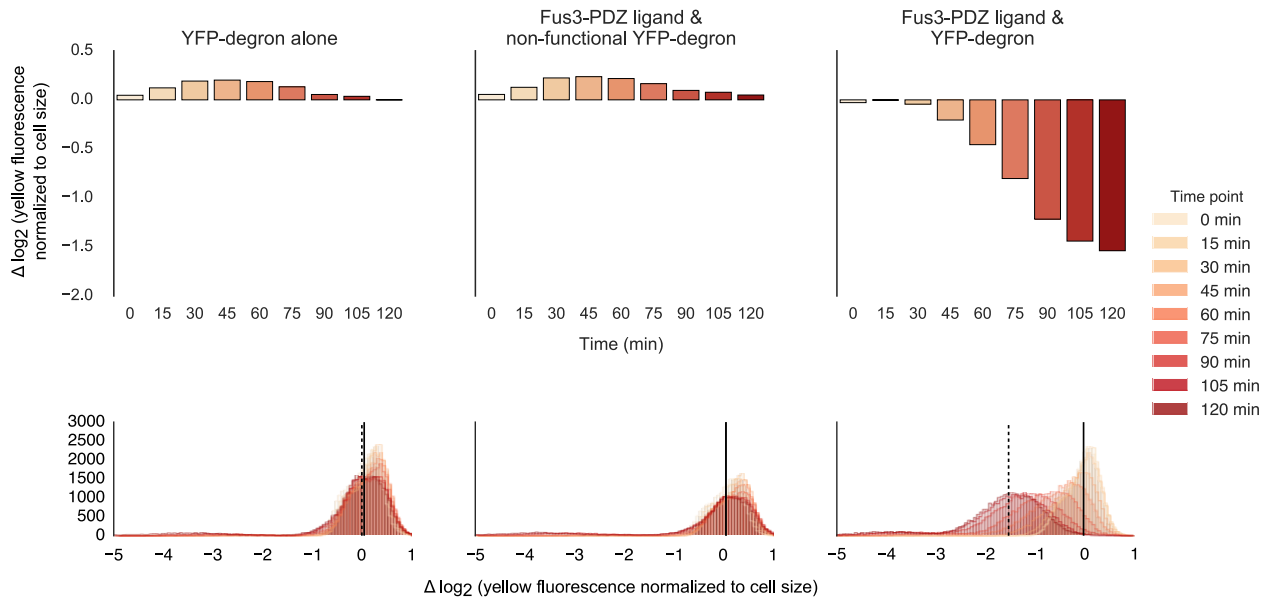 YFP-degron alone
Fus3-PDZ ligand &
non-functional YFP-degron
Fus3-PDZ ligand &
YFP-degron
Δ log2 (yellow fluorescence
normalized to cell size)
0.5
0.0
−0.5
−1.0
−1.5
−2.0
0 15 30 45 60 75 90 105 120
0 15 30 45 60 75 90 105 120
0 15 30 45 60 75 90 105 120
Time (min)
Time point
0 min
15 min
30 min
45 min
60 min
75 min
90 min
105 min
120 min
3000
2500
2000
1500
1000
500
0
−5 −4 −3 −2 −1 0 1
−5 −4 −3 −2 −1 0 1
−5 −4 −3 −2 −1 0 1
Δ log2 (yellow fluorescence normalized to cell size)